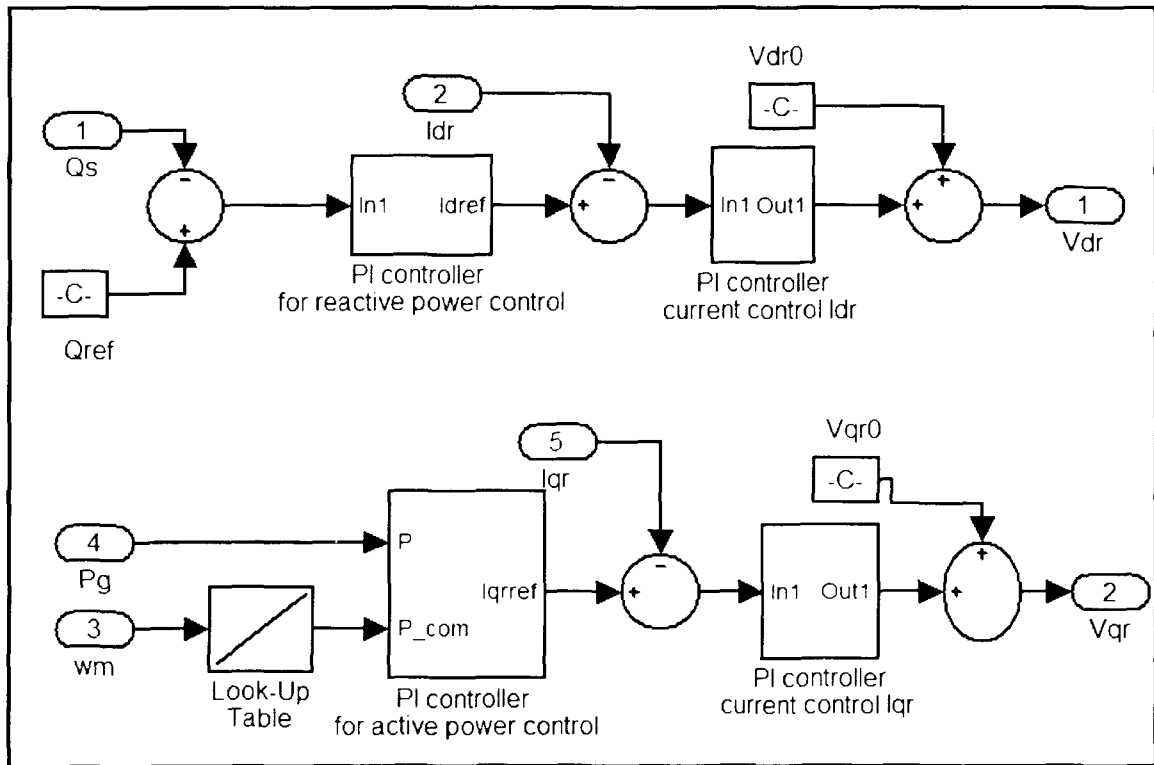 Vdr0
-C-
2
Idr
1
Qs
-
+
In1
Idref
-
+
In1
Out1
+
+
1
Vdr
-C-
Qref
PI controller
for reactive power control
PI controller
current control Idr
5
Iqr
Vqr0
-C-
4
Pg
P
3
wm
P_com
Iqrref
-
+
In1
Out1
+
+
2
Vqr
Look-Up
Table
PI controller
for active power control
PI controller
current control Iqr